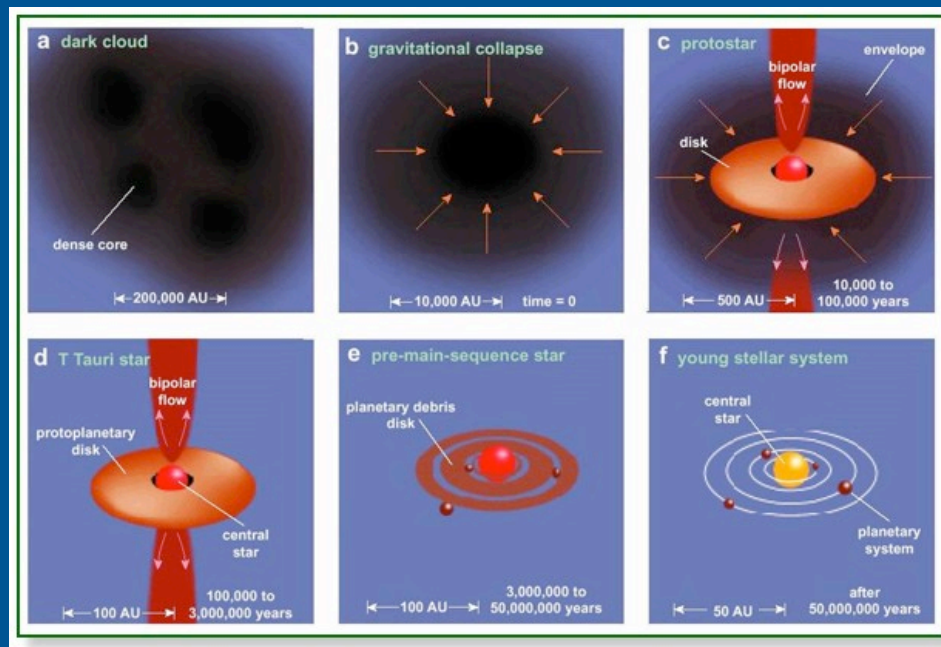 a dark cloud
dense core
200,000 AU
b gravitational collapse
10,000 AU time = 0
c protostar
envelope
bipolar
flow
disk
500 AU
10,000 to
100,000 years
d T Tauri star
bipolar
flow
protoplanetary
disk
central
star
100 AU
100,000 to
3,000,000 years
e pre-main-sequence star
planetary debris
disk
100 AU
3,000,000 to
50,000,000 years
f young stellar system
central
star
planetary
system
50 AU
after
50,000,000 years